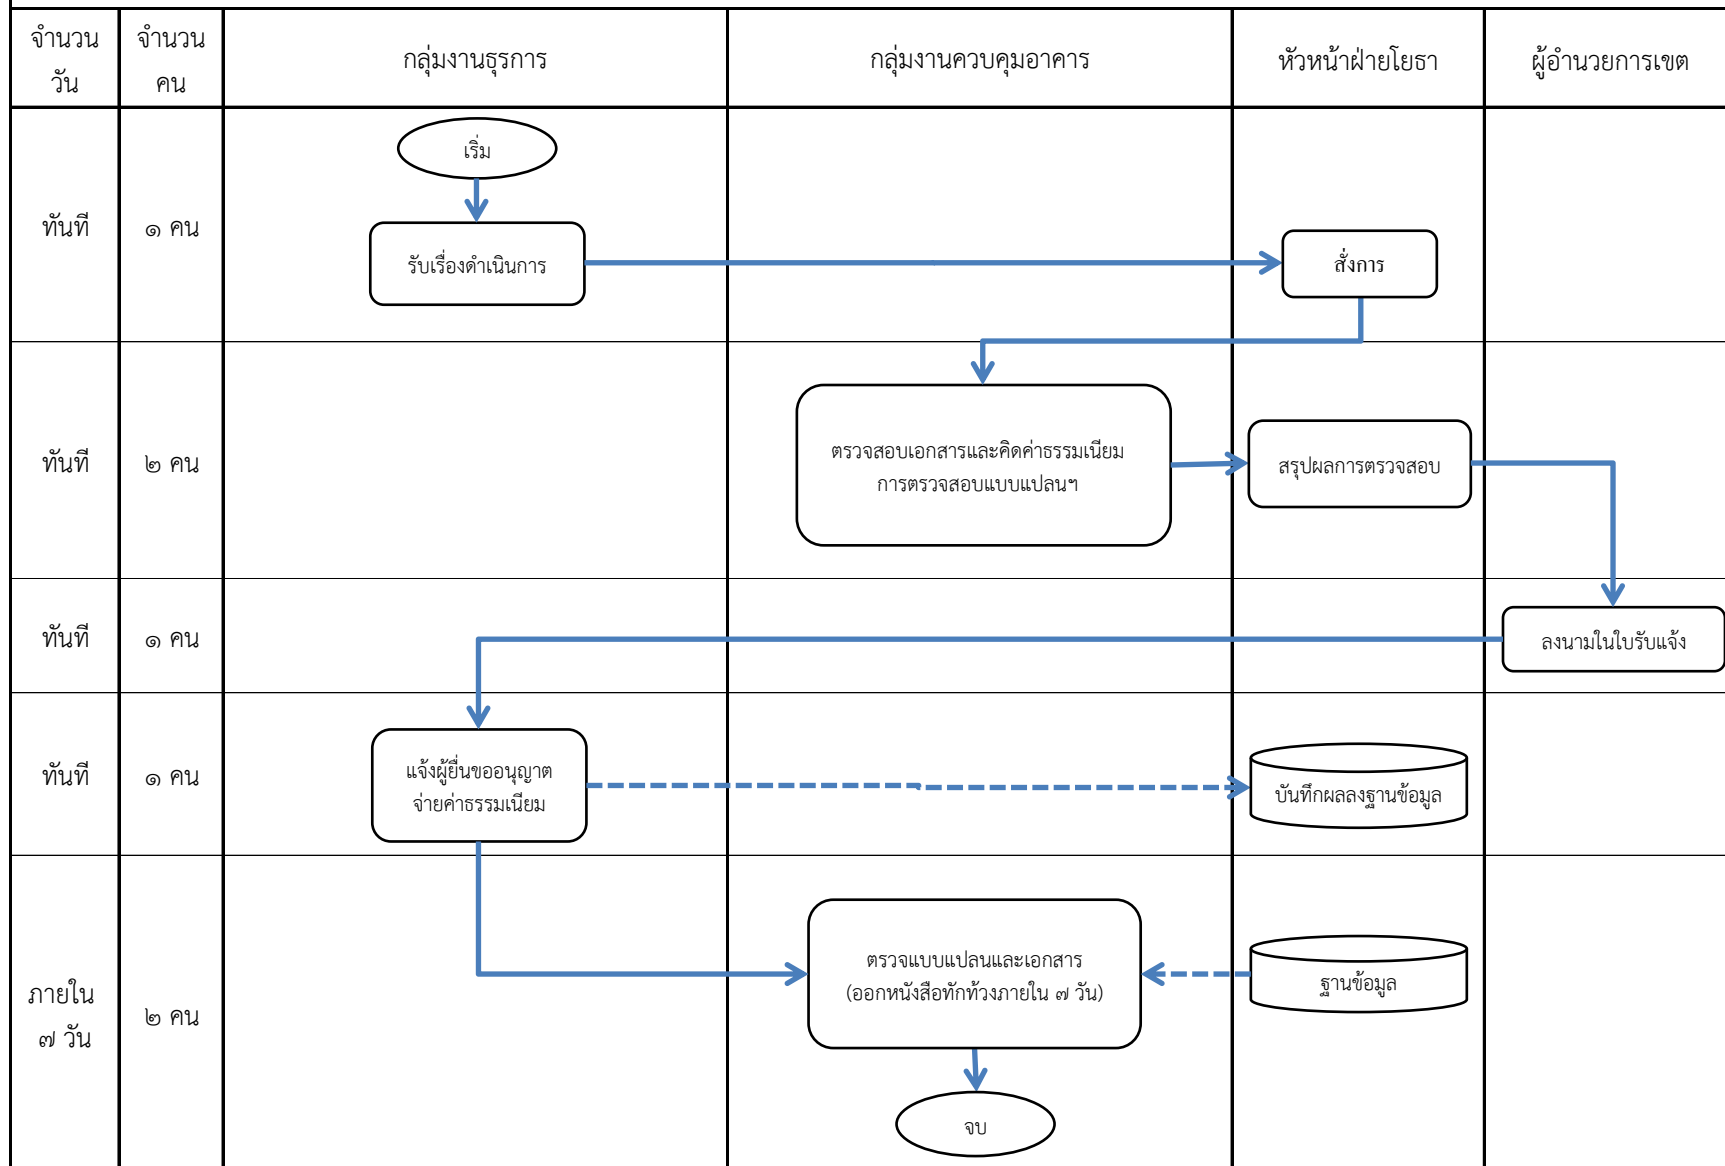 จำนวน
วัน
จำนวน
คน
กลุ่มงานธุรการ
กลุ่มงานควบคุมอาคาร
หัวหน้าฝ่ายโยธา
ผู้อำนวยการเขต
ทันที
๑ คน
เริ่ม
รับเรื่องดำเนินการ
สั่งการ
ทันที
๒ คน
ตรวจสอบเอกสารและคิดค่าธรรมเนียม
การตรวจสอบแบบแปลนฯ
สรุปผลการตรวจสอบ
ทันที
๑ คน
ลงนามในใบรับแจ้ง
ทันที
๑ คน
แจ้งผู้ยื่นขออนุญาต
จ่ายค่าธรรมเนียม
บันทึกผลลงฐานข้อมูล
ภายใน
๗ วัน
๒ คน
ตรวจแบบแปลนและเอกสาร
(ออกหนังสือทักท้วงภายใน ๗ วัน)
ฐานข้อมูล
จบ